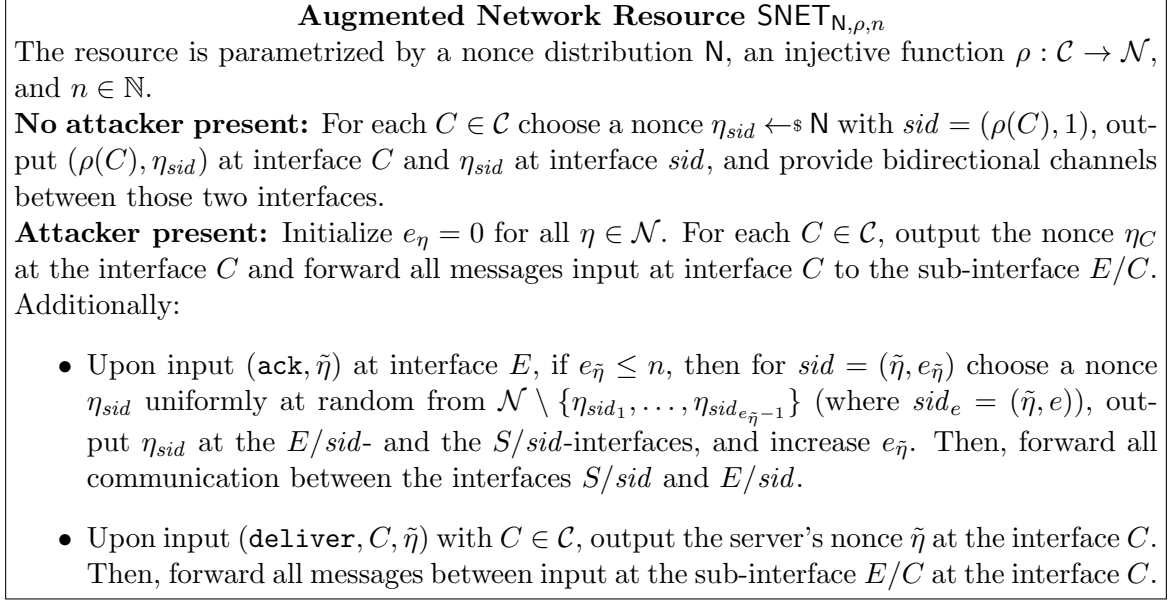 Augmented Network Resource SNET_{N,ρ,n}
The resource is parametrized by a nonce distribution N, an injective function ρ : 𝒞 → 𝒩,
and n ∈ ℕ.
No attacker present: For each C ∈ 𝒞 choose a nonce η_{sid} ←$ N with sid = (ρ(C), 1), out-
put (ρ(C), η_{sid}) at interface C and η_{sid} at interface sid, and provide bidirectional channels
between those two interfaces.
Attacker present: Initialize e_η = 0 for all η ∈ 𝒩. For each C ∈ 𝒞, output the nonce η_C
at the interface C and forward all messages input at interface C to the sub-interface E/C.
Additionally:
• Upon input (ack, η̃) at interface E, if e_{η̃} ≤ n, then for sid = (η̃, e_{η̃}) choose a nonce
η_{sid} uniformly at random from 𝒩 \ {η_{sid_1}, . . . , η_{sid_{e_{η̃}−1}}} (where sid_e = (η̃, e)), out-
put η_{sid} at the E/sid- and the S/sid-interfaces, and increase e_{η̃}. Then, forward all
communication between the interfaces S/sid and E/sid.
• Upon input (deliver, C, η̃) with C ∈ 𝒞, output the server's nonce η̃ at the interface C.
Then, forward all messages between input at the sub-interface E/C at the interface C.